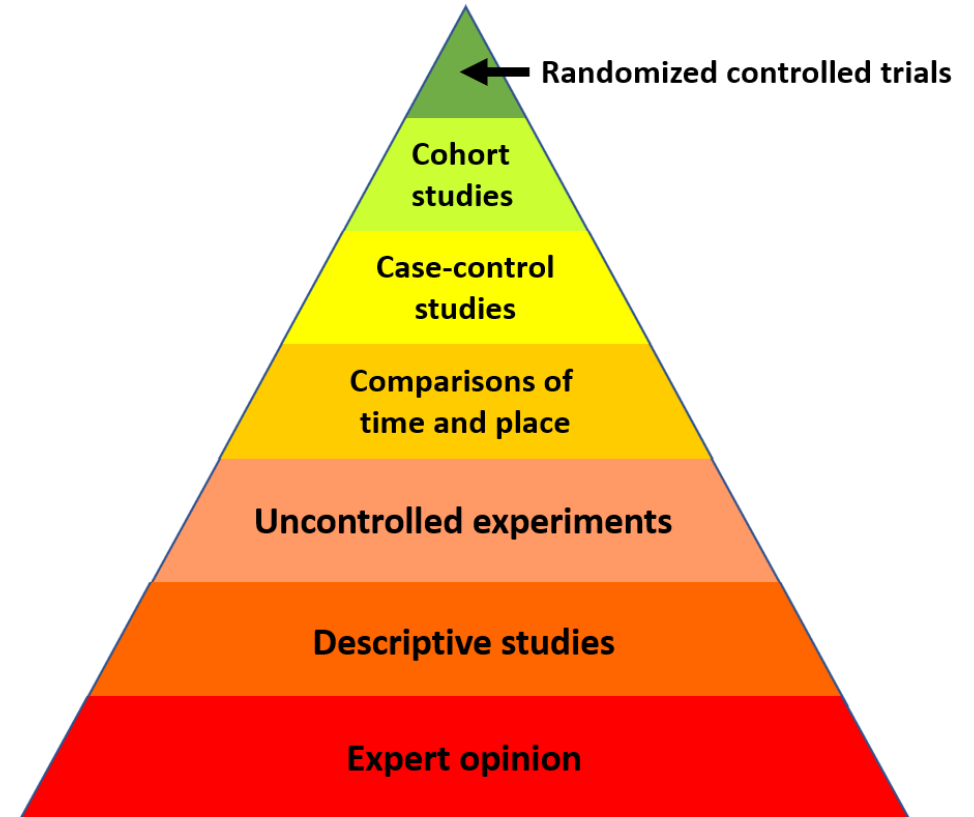 Randomized controlled trials
Cohort
studies
Case-control
studies
Comparisons of
time and place
Uncontrolled experiments
Descriptive studies
Expert opinion